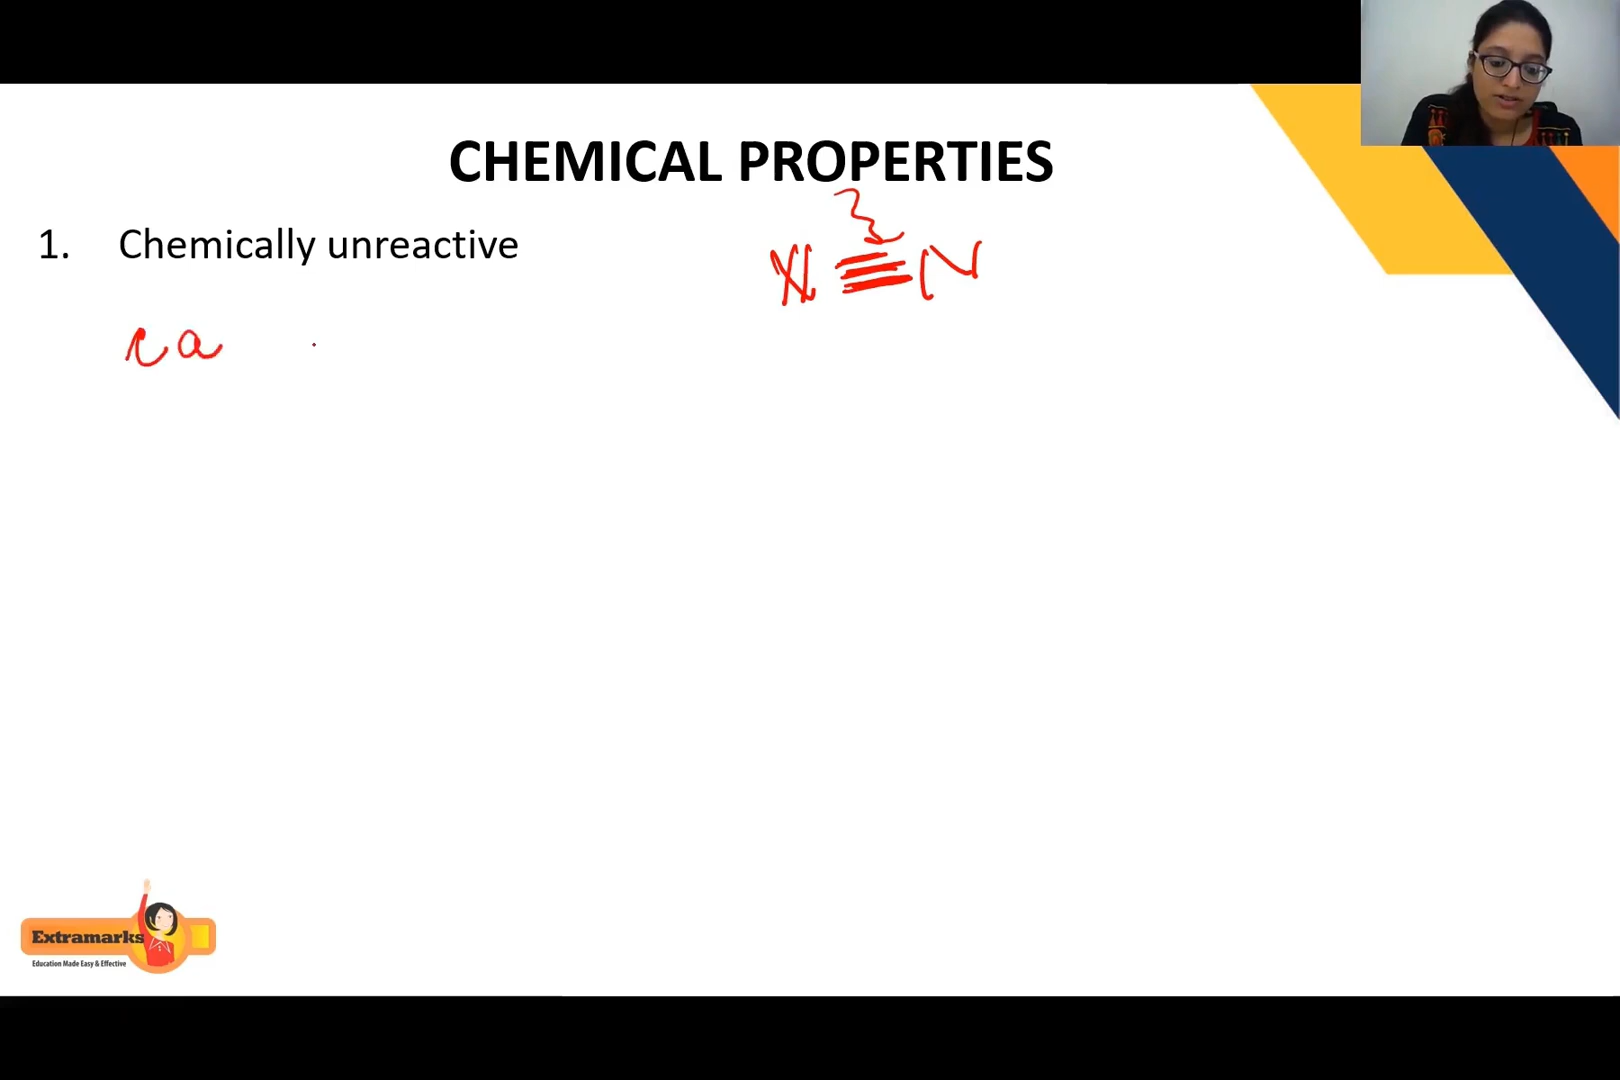 CHEMICAL PROPERTIES
1. Chemically unreactive
N ≡ N
Extramarks
Education Made Easy & Effective